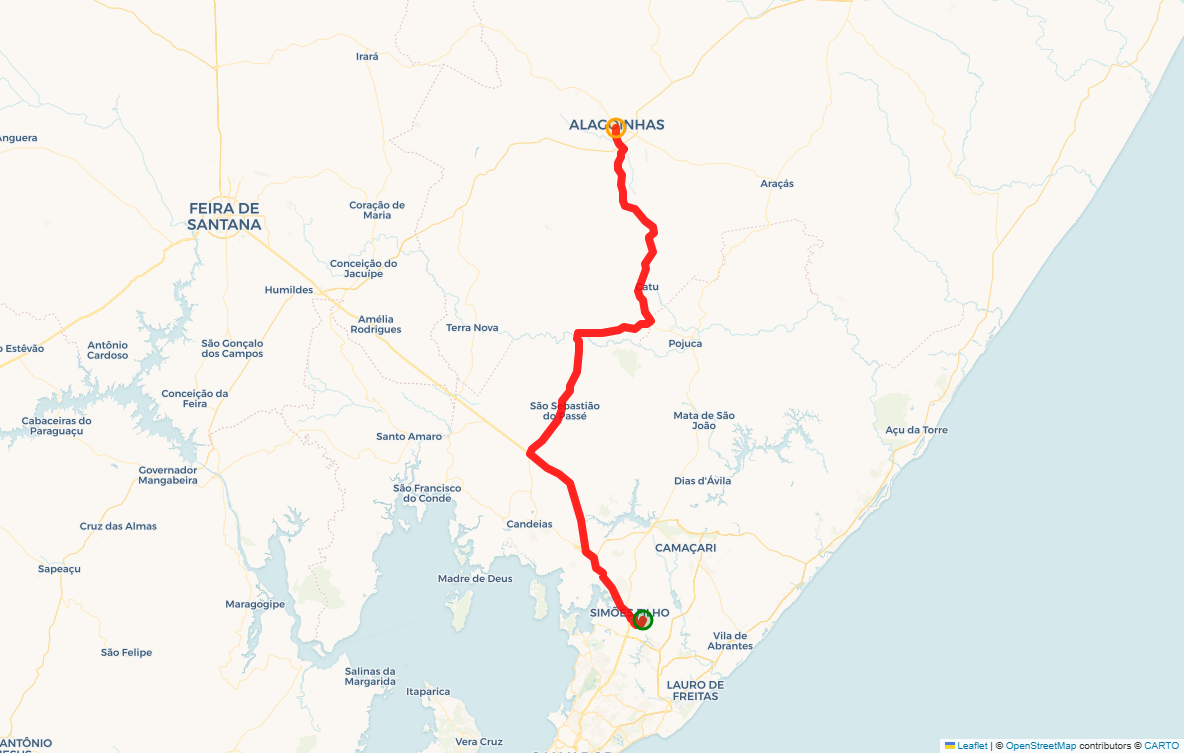 Irará
ALAGOINHAS
Anguera
Araçás
FEIRA DE
SANTANA
Coração de
Maria
Conceição do
Jacuípe
Humildes
Catu
Amélia
Rodrigues
Terra Nova
Pojuca
o Estêvão
Antônio
Cardoso
São Gonçalo
dos Campos
Conceição da
Feira
São Sebastião
do Passé
Mata de São
João
Cabaceiras do
Paraguaçu
Santo Amaro
Açu da Torre
Governador
Mangabeira
São Francisco
do Conde
Dias d'Ávila
Cruz das Almas
Candeias
CAMAÇARI
Sapeaçu
Madre de Deus
Maragogipe
SIMÕES FILHO
Vila de
Abrantes
São Felipe
Salinas da
Margarida
Itaparica
LAURO DE
FREITAS
Vera Cruz
ANTÔNIO
Leaflet | © OpenStreetMap contributors © CARTO